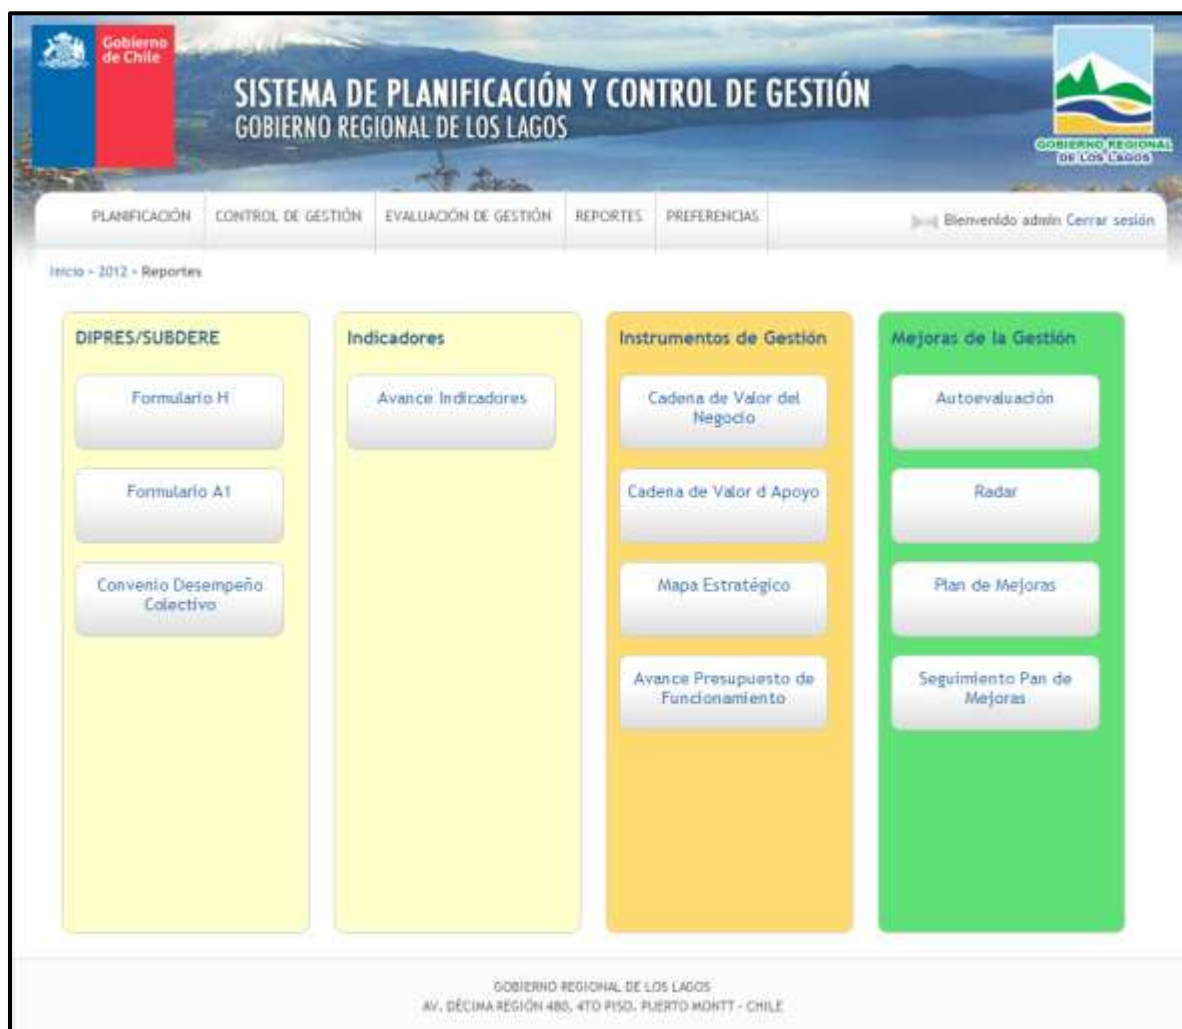 Gobierno
de Chile
SISTEMA DE PLANIFICACIÓN Y CONTROL DE GESTIÓN
GOBIERNO REGIONAL DE LOS LAGOS
GOBIERNO REGIONAL
DE LOS LAGOS
PLANIFICACIÓN CONTROL DE GESTIÓN EVALUACIÓN DE GESTIÓN REPORTES PREFERENCIAS Bienvenido admin Cerrar sesión
Inicio » 2012 » Reportes
DIPRES/SUBDERE
Formulario H
Formulario A1
Convenio Desempeño
Colectivo
Indicadores
Avance Indicadores
Instrumentos de Gestión
Cadena de Valor del
Negocio
Cadena de Valor d Apoyo
Mapa Estratégico
Avance Presupuesto de
Funcionamiento
Mejoras de la Gestión
Autoevaluación
Radar
Plan de Mejoras
Seguimiento Pan de
Mejoras
GOBIERNO REGIONAL DE LOS LAGOS
AV. DÉCIMA REGIÓN 480, 4TO PISO. PUERTO MONTT - CHILE